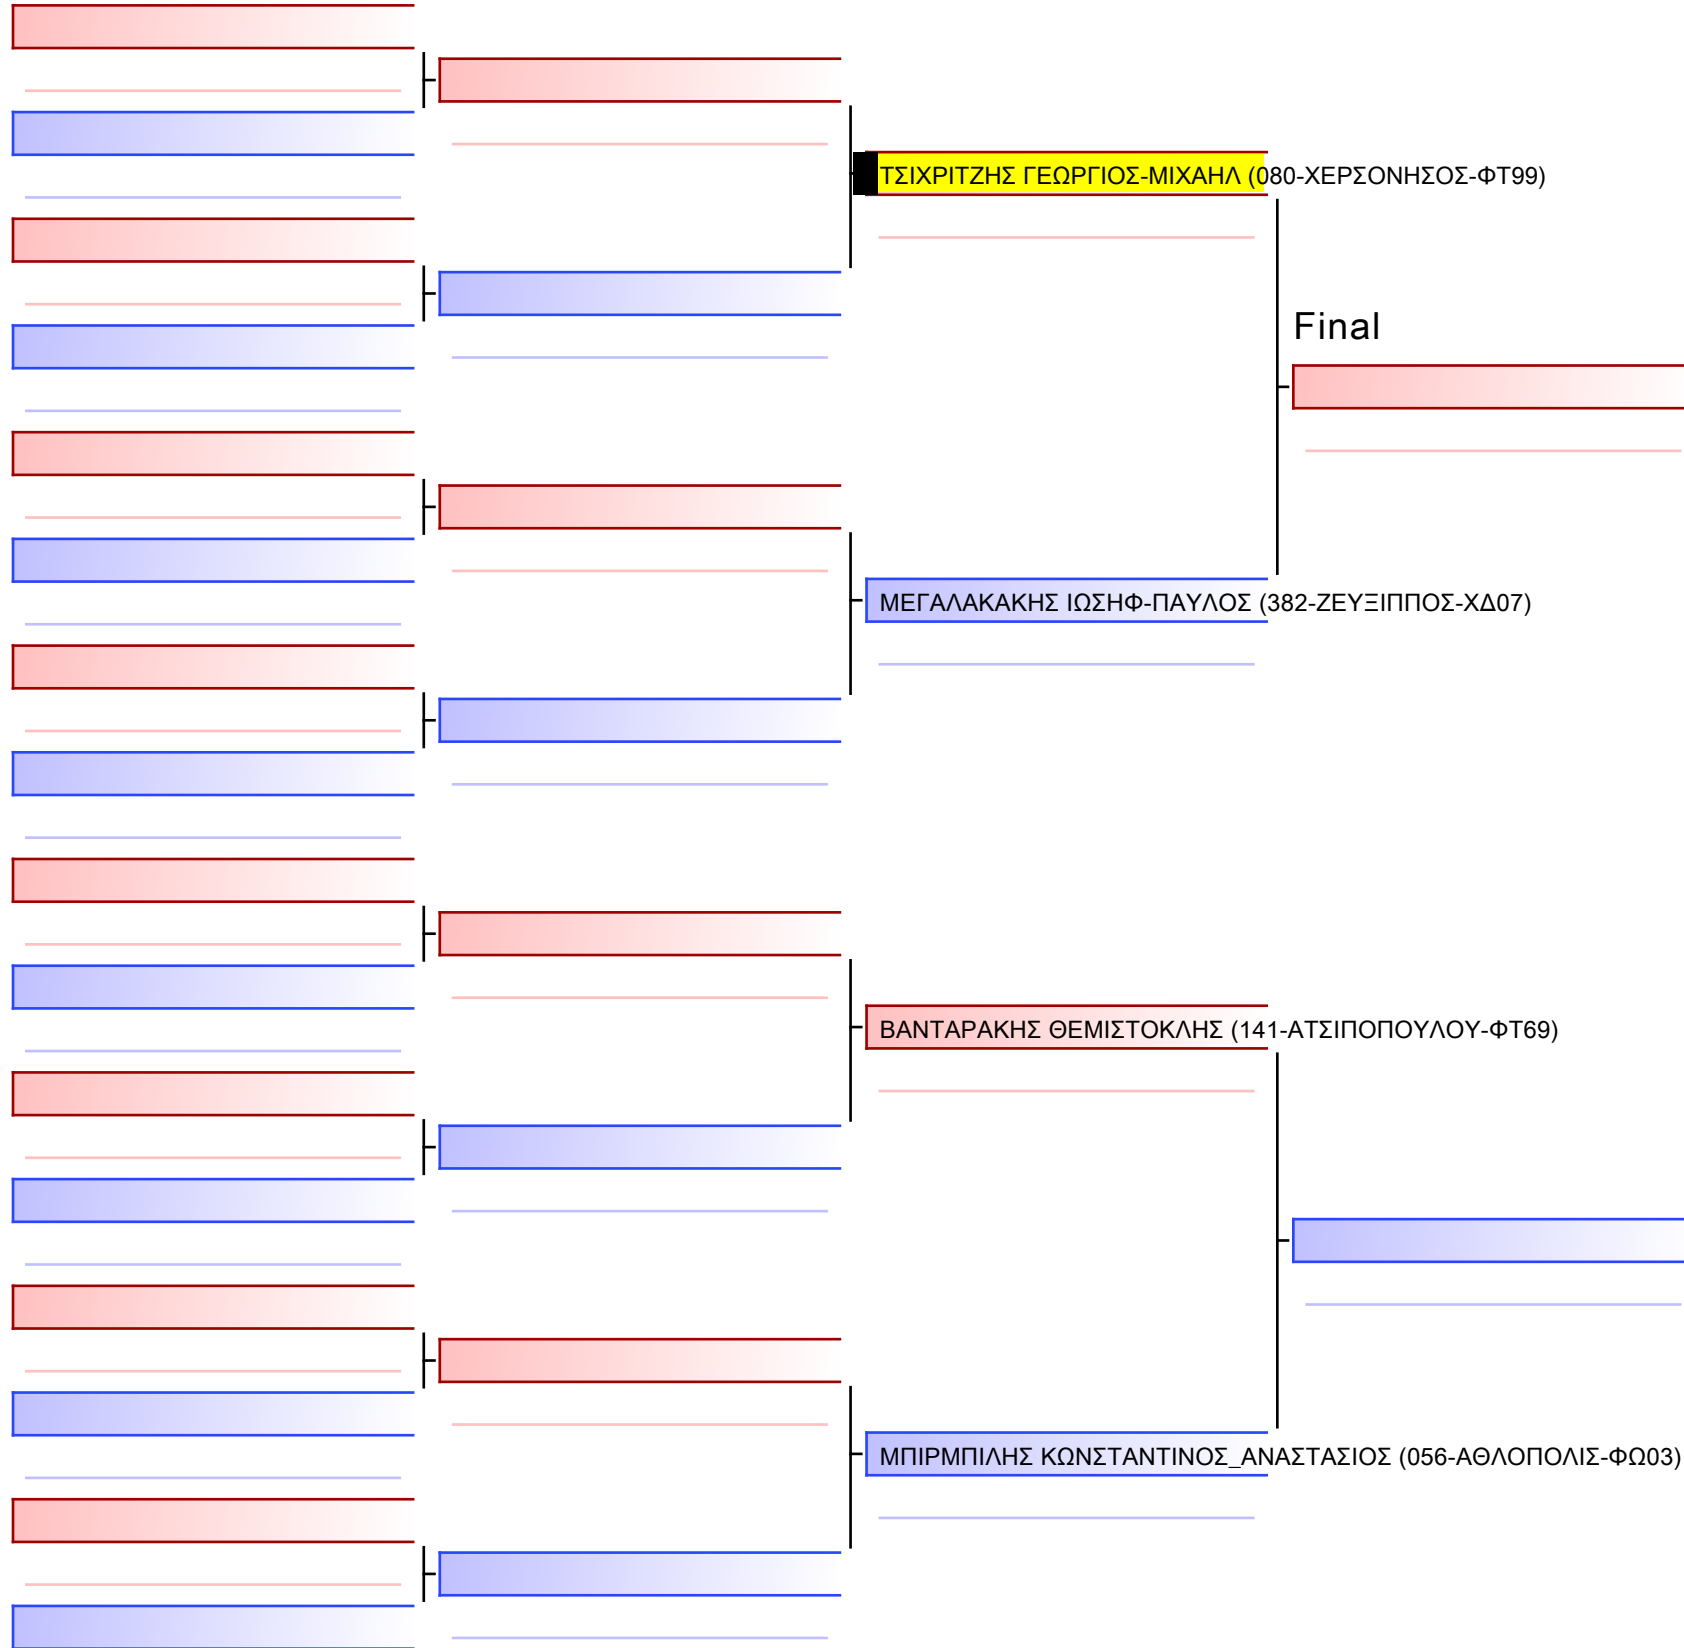 ΤΣΙΧΡΙΤΖΗΣ ΓΕΩΡΓΙΟΣ-ΜΙΧΑΗΛ (080-ΧΕΡΣΟΝΗΣΟΣ-ΦΤ99)
Final
ΜΕΓΑΛΑΚΑΚΗΣ ΙΩΣΗΦ-ΠΑΥΛΟΣ (382-ΖΕΥΞΙΠΠΟΣ-ΧΔ07)
ΒΑΝΤΑΡΑΚΗΣ ΘΕΜΙΣΤΟΚΛΗΣ (141-ΑΤΣΙΠΟΠΟΥΛΟΥ-ΦΤ69)
ΜΠΙΡΜΠΙΛΗΣ ΚΩΝΣΤΑΝΤΙΝΟΣ_ΑΝΑΣΤΑΣΙΟΣ (056-ΑΘΛΟΠΟΛΙΣ-ΦΩ03)